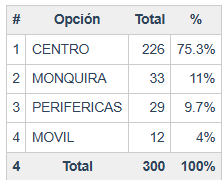 # Opción Total %
1 CENTRO 226 75.3%
2 MONQUIRA 33 11%
3 PERIFERICAS 29 9.7%
4 MOVIL 12 4%
4 Total 300 100%